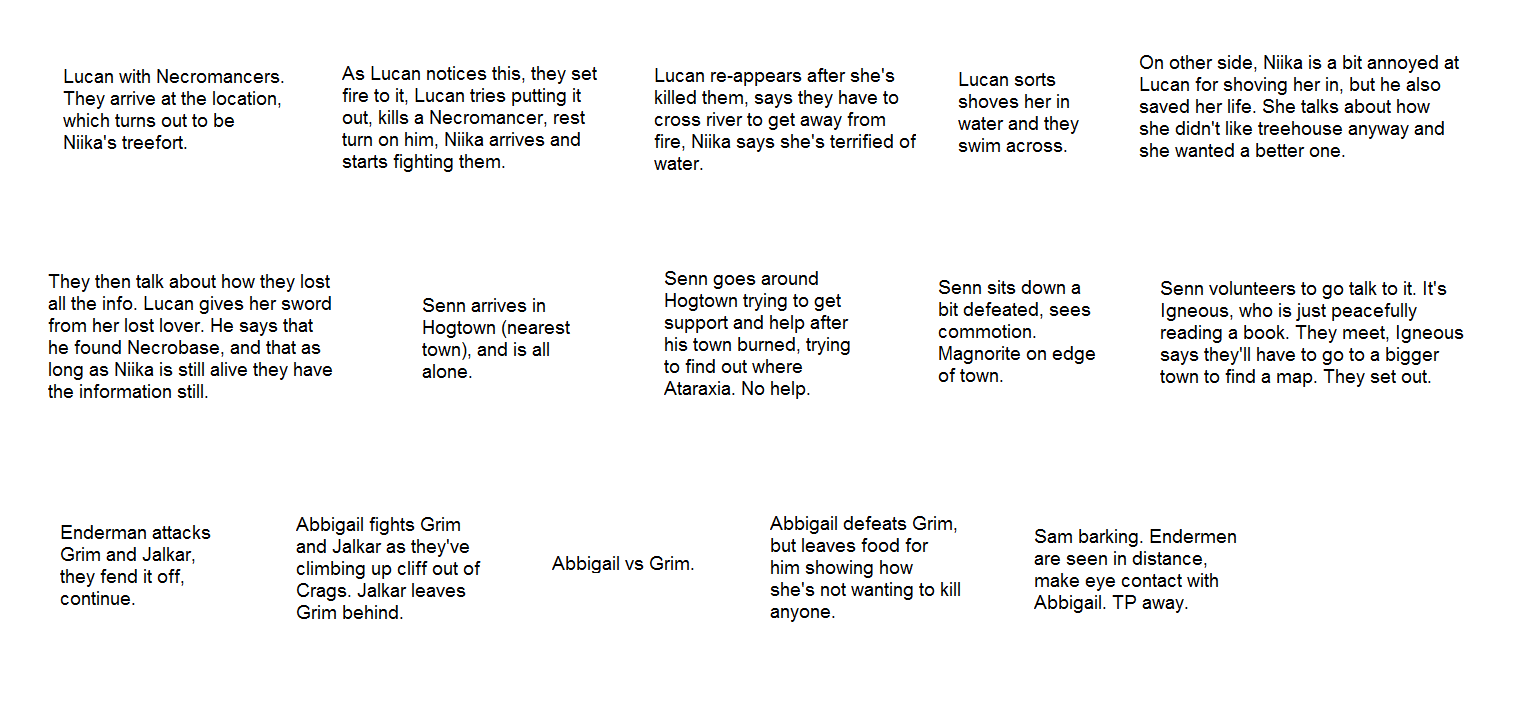 Lucan with Necromancers.
They arrive at the location,
which turns out to be
Niika's treefort.
As Lucan notices this, they set
fire to it, Lucan tries putting it
out, kills a Necromancer, rest
turn on him, Niika arrives and
starts fighting them.
Lucan re-appears after she's
killed them, says they have to
cross river to get away from
fire, Niika says she's terrified of
water.
Lucan sorts
shoves her in
water and they
swim across.
On other side, Niika is a bit annoyed at
Lucan for shoving her in, but he also
saved her life. She talks about how
she didn't like treehouse anyway and
she wanted a better one.
They then talk about how they lost
all the info. Lucan gives her sword
from her lost lover. He says that
he found Necrobase, and that as
long as Niika is still alive they have
the information still.
Senn arrives in
Hogtown (nearest
town), and is all
alone.
Senn goes around
Hogtown trying to get
support and help after
his town burned, trying
to find out where
Ataraxia. No help.
Senn sits down a
bit defeated, sees
commotion.
Magnorite on edge
of town.
Senn volunteers to go talk to it. It's
Igneous, who is just peacefully
reading a book. They meet, Igneous
says they'll have to go to a bigger
town to find a map. They set out.
Enderman attacks
Grim and Jalkar,
they fend it off,
continue.
Abbigail fights Grim
and Jalkar as they've
climbing up cliff out of
Crags. Jalkar leaves
Grim behind.
Abbigail vs Grim.
Abbigail defeats Grim,
but leaves food for
him showing how
she's not wanting to kill
anyone.
Sam barking. Endermen
are seen in distance,
make eye contact with
Abbigail. TP away.